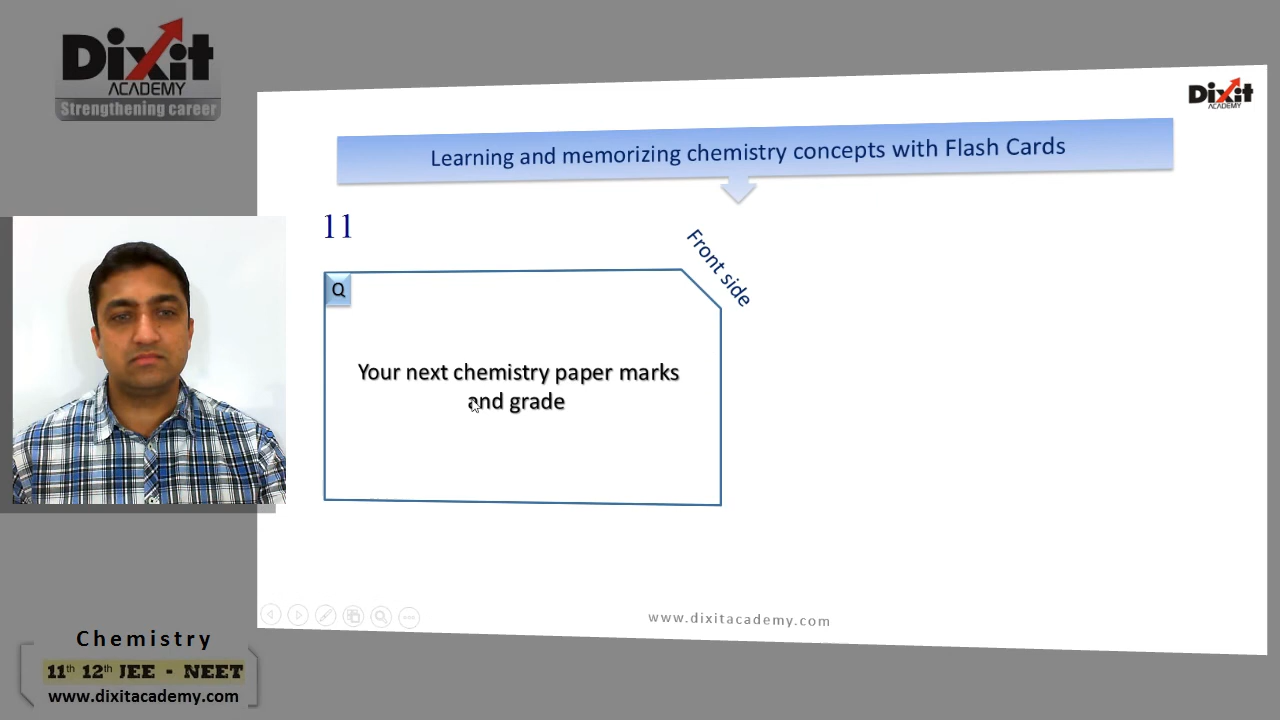 Dixit
ACADEMY
Strengthening career
Dixit
ACADEMY
Learning and memorizing chemistry concepts with Flash Cards
11
Front side
Q
Your next chemistry paper marks
and grade
www.dixitacademy.com
Chemistry
11th 12th JEE - NEET
www.dixitacademy.com